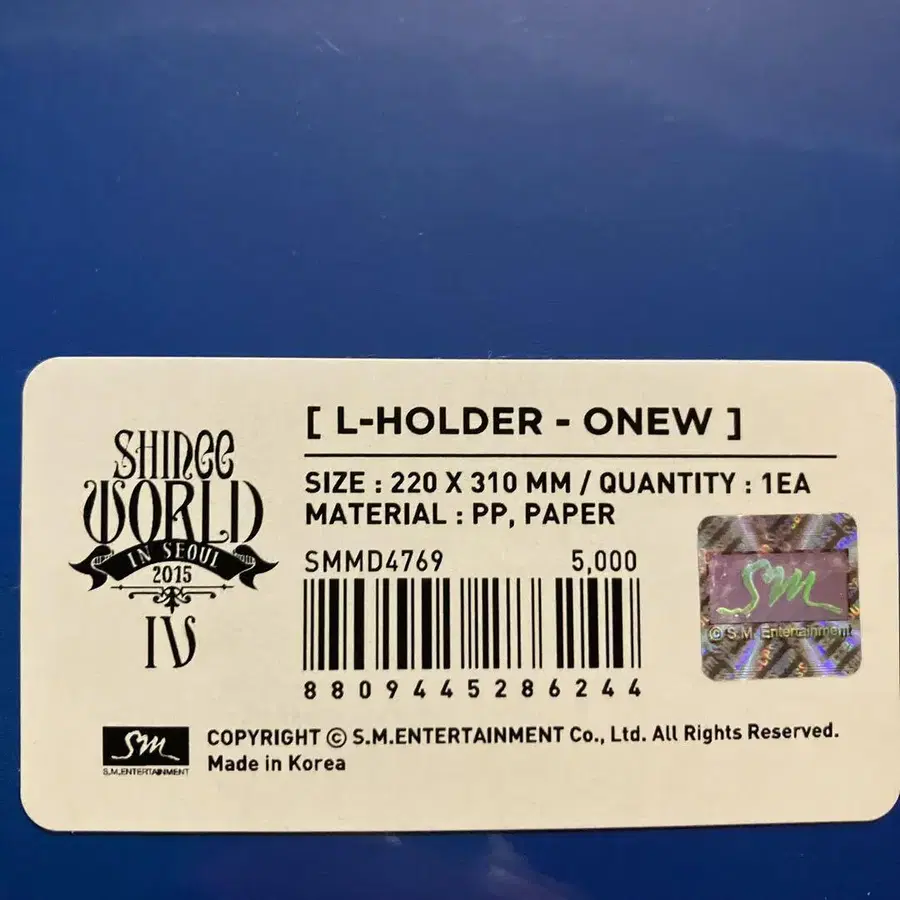 SHINee
WORLD
IN SEOUL
2015
IV
[ L-HOLDER - ONEW ]
SIZE : 220 X 310 MM / QUANTITY : 1EA
MATERIAL : PP, PAPER
SMMD4769 5,000
8809445286244
SM
© S.M. Entertainment
SM
S.M.ENTERTAINMENT
COPYRIGHT © S.M.ENTERTAINMENT Co., Ltd. All Rights Reserved.
Made in Korea